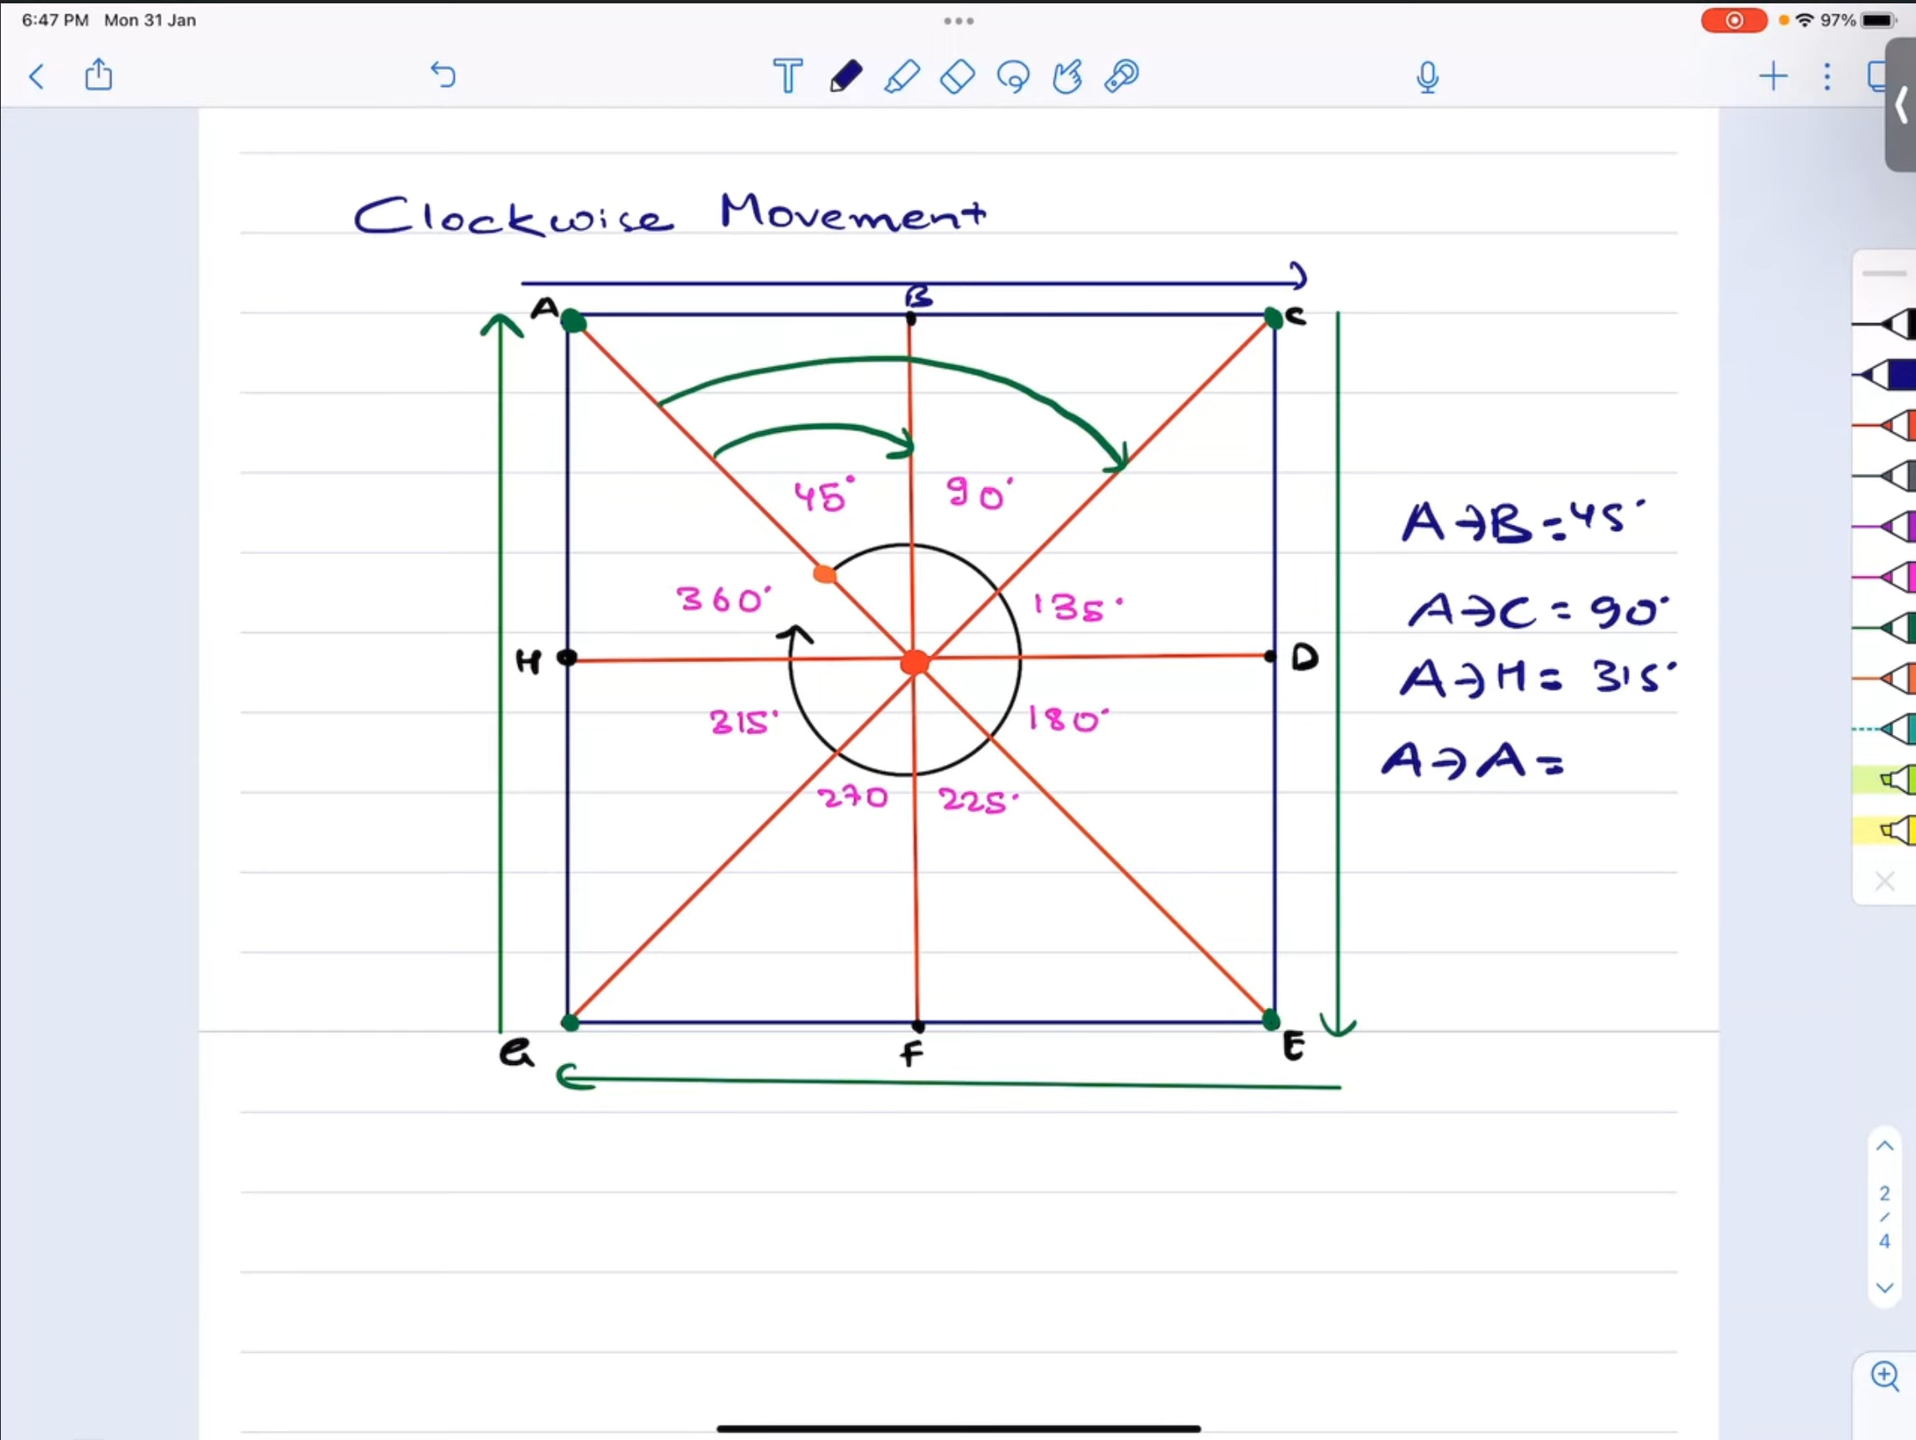 6:47 PM Mon 31 Jan
97%
Clockwise Movement
A B C
45° 90°
A→B = 45°
360° 135°
A→C = 90°
H D
A→H = 315°
315° 180°
A→A =
270 225°
G F E
2
/
4